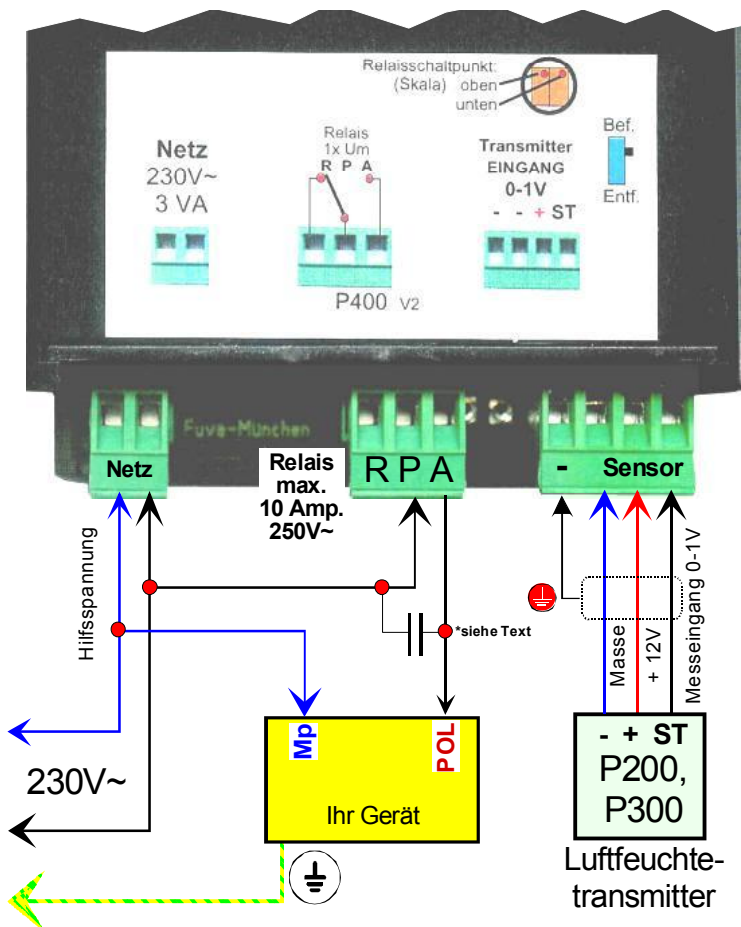 Relaisschaltpunkt:
(Skala) oben
unten
Netz
230V~
3 VA
Relais
1x Um
R P A
Transmitter
EINGANG
0-1V
- - + ST
Bef.
Entf.
P400 V2
Fuva-München
Netz
Relais
max.
10 Amp.
250V~
R P A
- Sensor
Hilfsspannung
*siehe Text
Masse
+ 12V
Messeingang 0-1V
Mp
POL
Ihr Gerät
230V~
- + ST
P200,
P300
Luftfeuchte-
transmitter